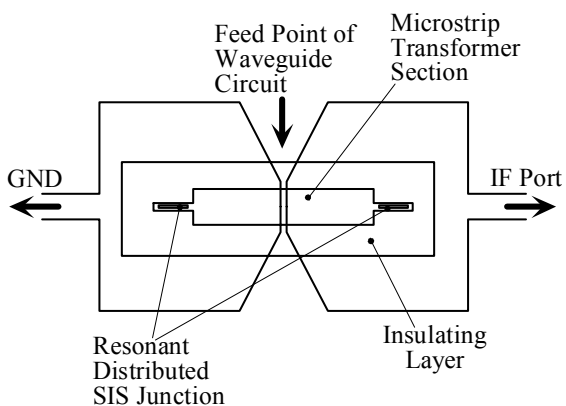 Feed Point of
Waveguide
Circuit
Microstrip
Transformer
Section
GND
IF Port
Resonant
Distributed
SIS Junction
Insulating
Layer